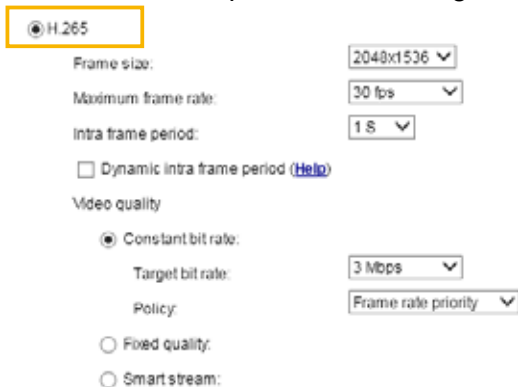 H.265
Frame size: 2048x1536
Maximum frame rate: 30 fps
Intra frame period: 1 S
Dynamic intra frame period (Help)
Video quality
Constant bit rate:
Target bit rate: 3 Mbps
Policy: Frame rate priority
Fixed quality:
Smart stream: